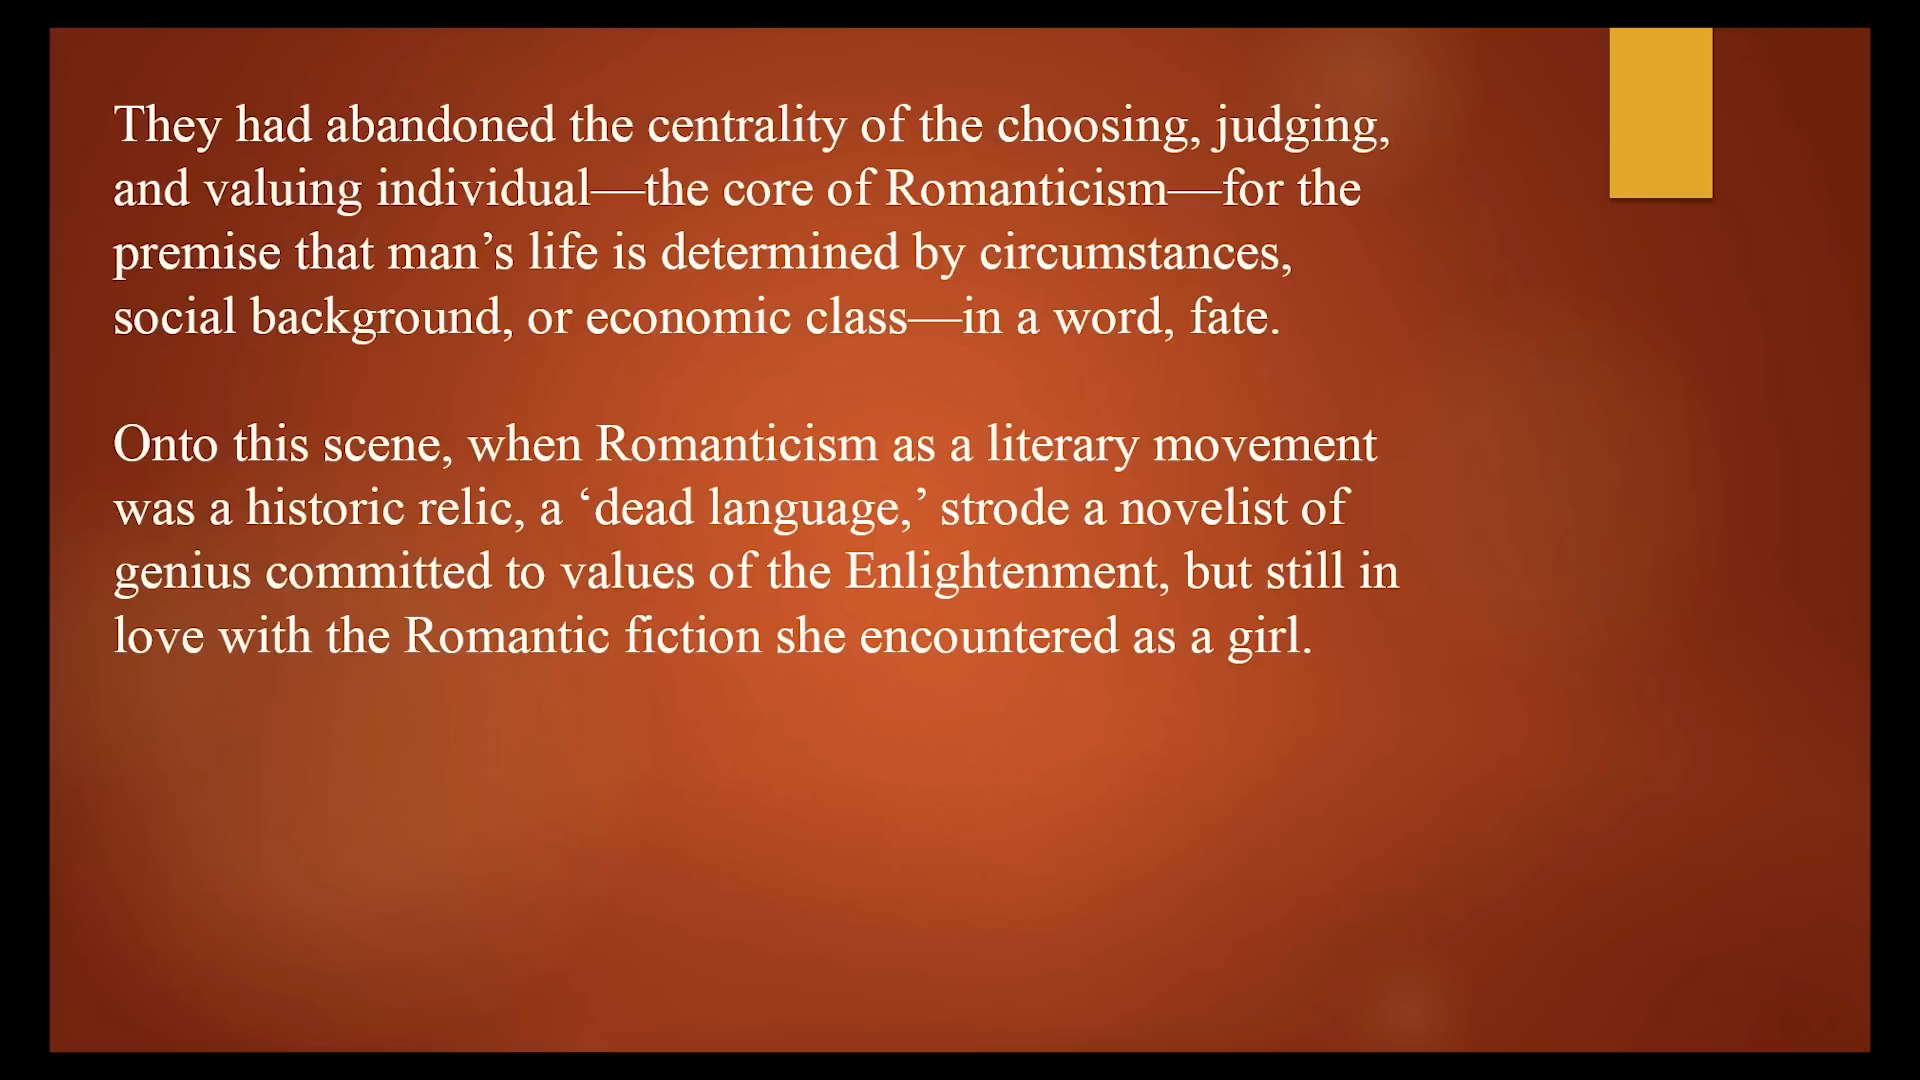 They had abandoned the centrality of the choosing, judging,
and valuing individual—the core of Romanticism—for the
premise that man’s life is determined by circumstances,
social background, or economic class—in a word, fate.
Onto this scene, when Romanticism as a literary movement
was a historic relic, a ‘dead language,’ strode a novelist of
genius committed to values of the Enlightenment, but still in
love with the Romantic fiction she encountered as a girl.